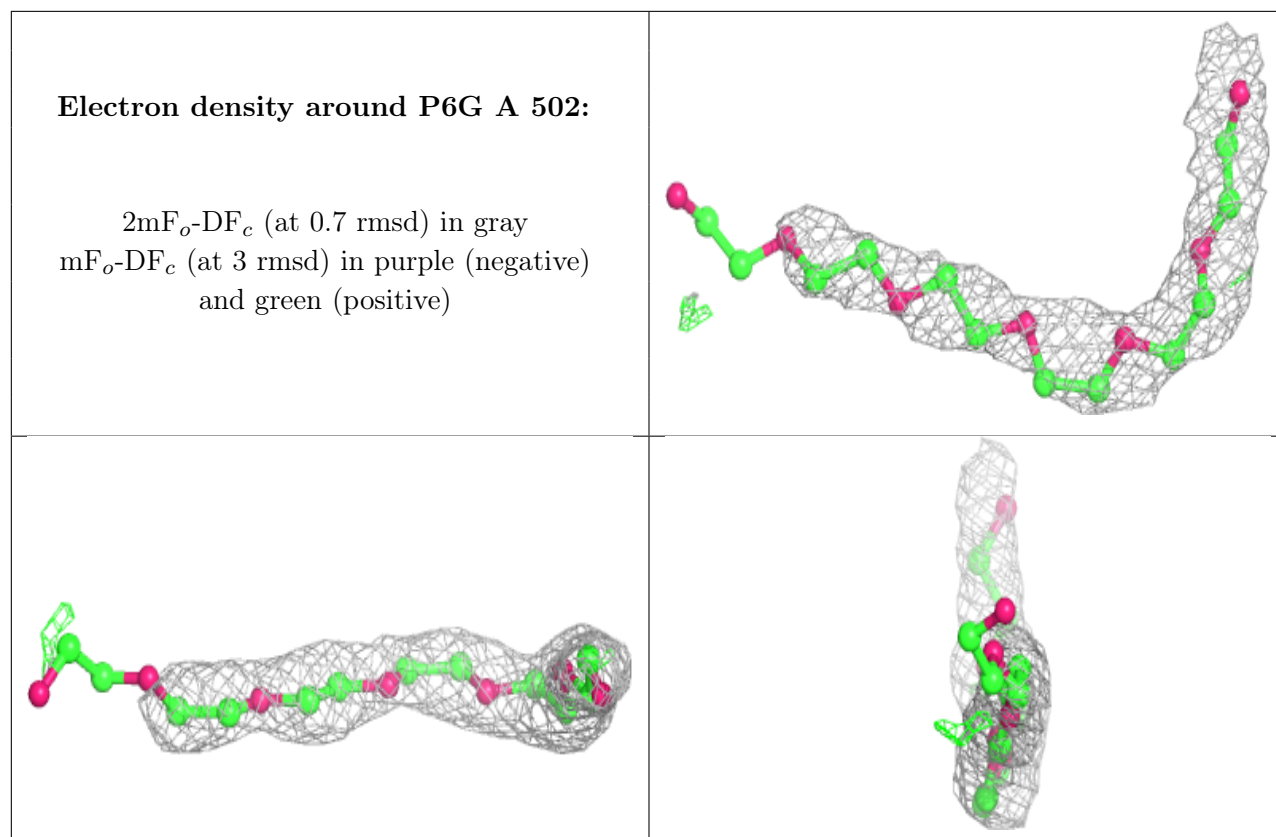 Electron density around P6G A 502:
2mFo-DFc (at 0.7 rmsd) in gray
mFo-DFc (at 3 rmsd) in purple (negative)
and green (positive)